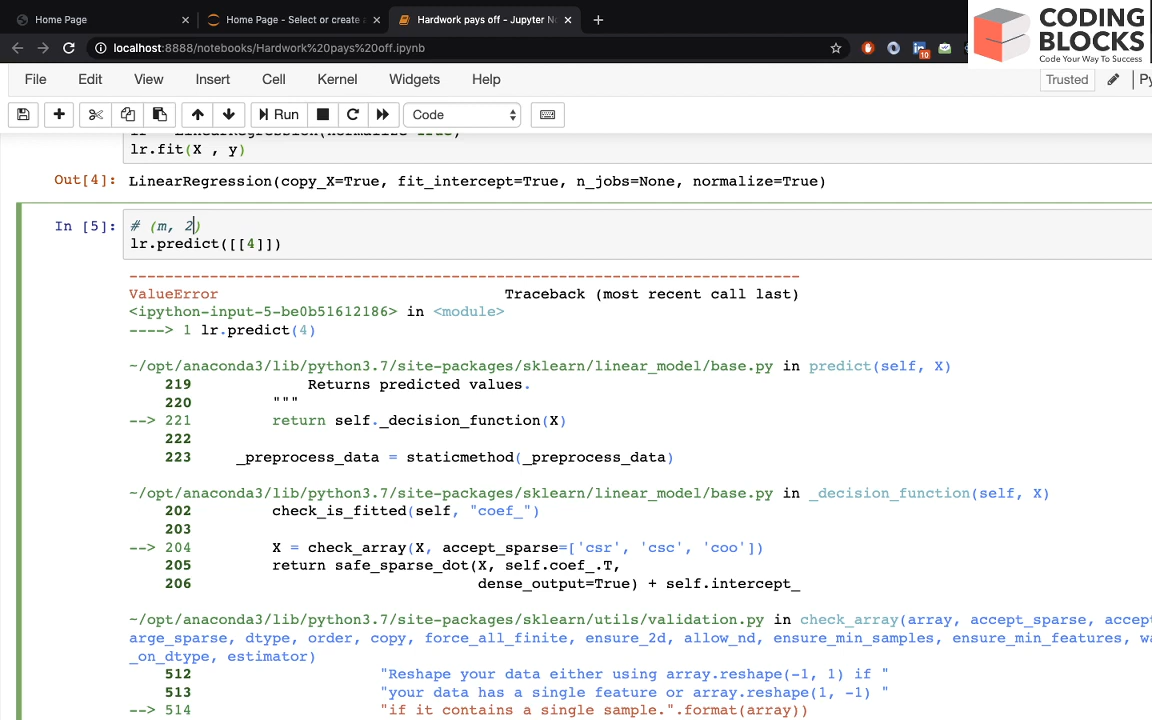 Home Page
Home Page - Select or create
Hardwork pays off - Jupyter No
localhost:8888/notebooks/Hardwork%20pays%20off.ipynb
10
CODING
BLOCKS
Code Your Way To Success
File Edit View Insert Cell Kernel Widgets Help
Trusted
Py
Run
Code
lr.fit(X , y)
Out[4]: LinearRegression(copy_X=True, fit_intercept=True, n_jobs=None, normalize=True)
In [5]: # (m, 2)
lr.predict([[4]])
---------------------------------------------------------------------------
ValueError Traceback (most recent call last)
<ipython-input-5-be0b51612186> in <module>
----> 1 lr.predict(4)
~/opt/anaconda3/lib/python3.7/site-packages/sklearn/linear_model/base.py in predict(self, X)
219 Returns predicted values.
220 """
--> 221 return self._decision_function(X)
222
223 _preprocess_data = staticmethod(_preprocess_data)
~/opt/anaconda3/lib/python3.7/site-packages/sklearn/linear_model/base.py in _decision_function(self, X)
202 check_is_fitted(self, "coef_")
203
--> 204 X = check_array(X, accept_sparse=['csr', 'csc', 'coo'])
205 return safe_sparse_dot(X, self.coef_.T,
206 dense_output=True) + self.intercept_
~/opt/anaconda3/lib/python3.7/site-packages/sklearn/utils/validation.py in check_array(array, accept_sparse, accept
arge_sparse, dtype, order, copy, force_all_finite, ensure_2d, allow_nd, ensure_min_samples, ensure_min_features, wa
_on_dtype, estimator)
512 "Reshape your data either using array.reshape(-1, 1) if "
513 "your data has a single feature or array.reshape(1, -1) "
--> 514 "if it contains a single sample.".format(array))